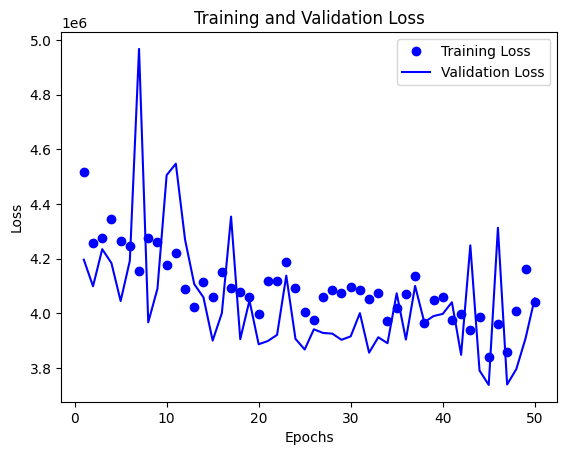 Training and Validation Loss
1e6
5.0
4.8
4.6
4.4
4.2
4.0
3.8
Loss
Training Loss
Validation Loss
0 10 20 30 40 50
Epochs